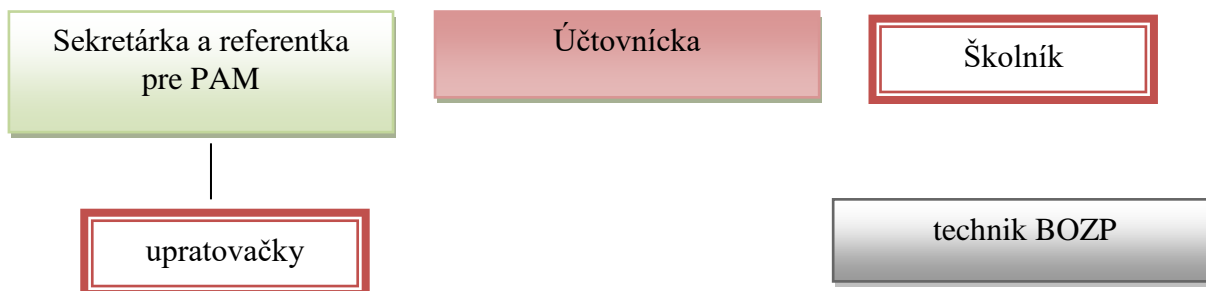 Sekretárka a referentka
pre PAM
Účtovnícka
Školník
upratovačky
technik BOZP